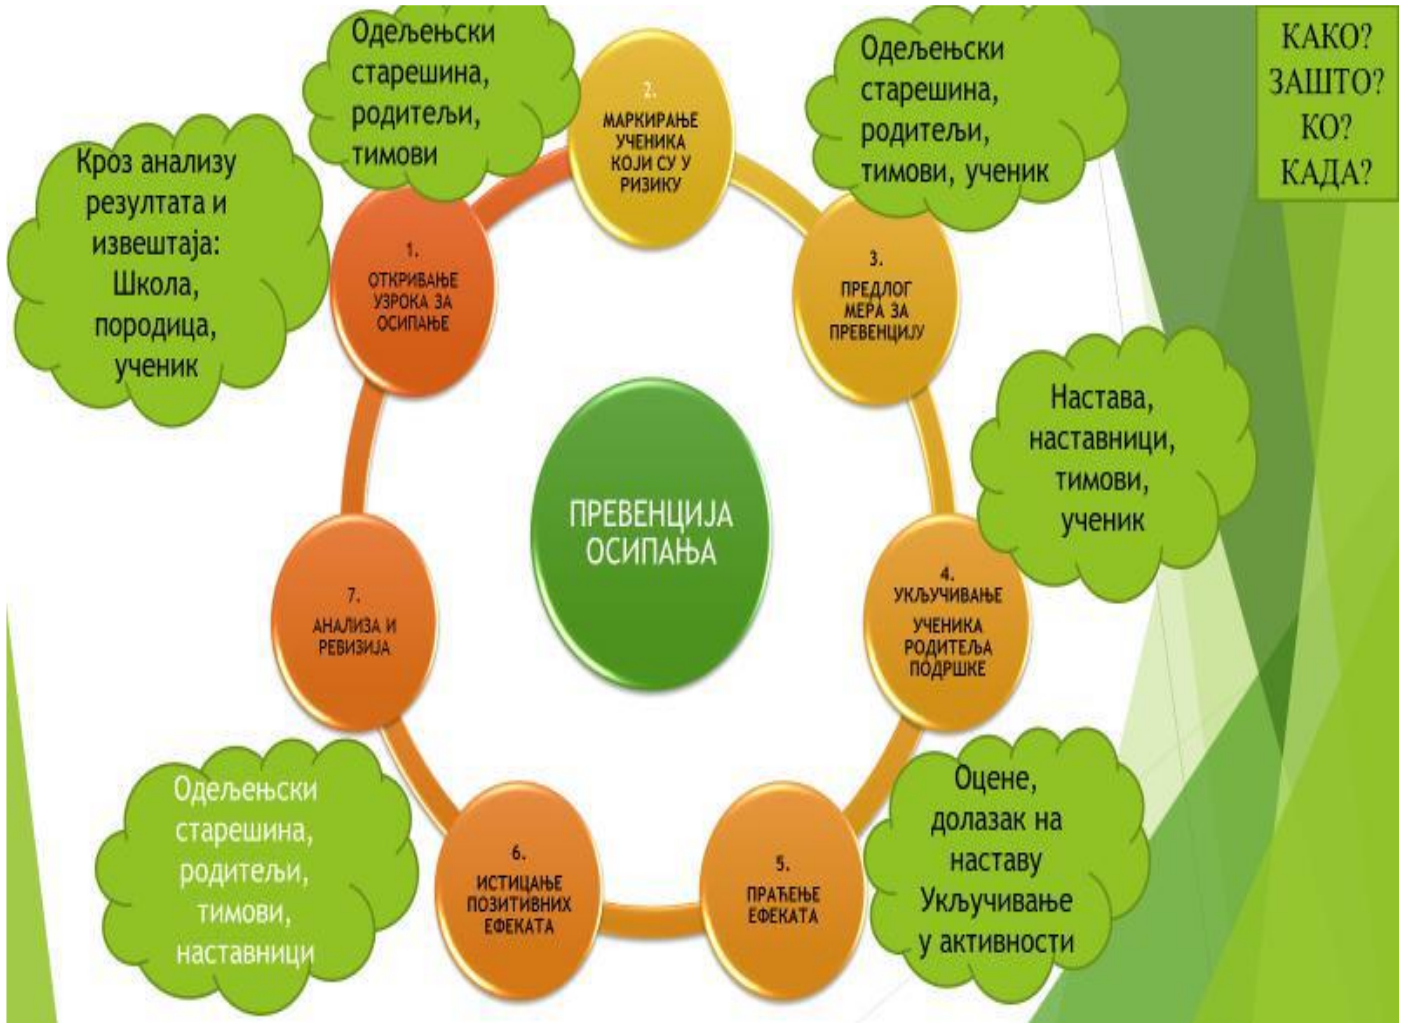 КАКО?
ЗАШТО?
КО?
КАДА?
Кроз анализу
резултата и
извештаја:
Школа,
породица,
ученик
1.
ОТКРИВАЊЕ
УЗРОКА ЗА
ОСИПАЊЕ
Одељењски
старешина,
родитељи,
тимови
2.
МАРКИРАЊЕ
УЧЕНИКА
КОЈИ СУ У
РИЗИКУ
Одељењски
старешина,
родитељи,
тимови, ученик
3.
ПРЕДЛОГ
МЕРА ЗА
ПРЕВЕНЦИЈУ
Настава,
наставници,
тимови,
ученик
4.
УКЉУЧИВАЊЕ
УЧЕНИКА
РОДИТЕЉА
ПОДРШКЕ
Оцене,
долазак на
наставу
Укључивање
у активности
5.
ПРАЋЕЊЕ
ЕФЕКАТА
6.
ИСТИЦАЊЕ
ПОЗИТИВНИХ
ЕФЕКАТА
Одељењски
старешина,
родитељи,
тимови,
наставници
7.
АНАЛИЗА И
РЕВИЗИЈА
ПРЕВЕНЦИЈА
ОСИПАЊА